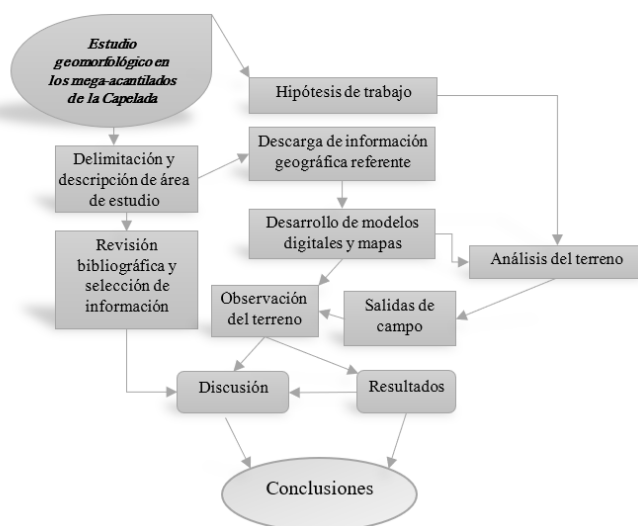 Estudio
geomorfológico en
los mega-acantilados
de la Capelada
Hipótesis de trabajo
Delimitación y
descripción de área
de estudio
Descarga de información
geográfica referente
Revisión
bibliográfica y
selección de
información
Desarrollo de modelos
digitales y mapas
Análisis del terreno
Observación
del terreno
Salidas de
campo
Discusión
Resultados
Conclusiones